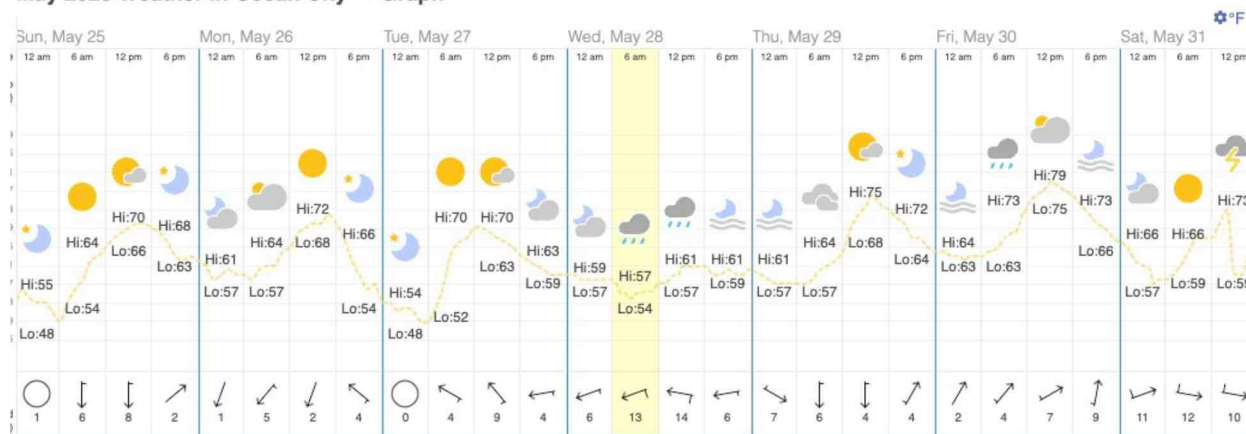 °F
Sun, May 25 Mon, May 26 Tue, May 27 Wed, May 28 Thu, May 29 Fri, May 30 Sat, May 31
12 am 6 am 12 pm 6 pm 12 am 6 am 12 pm 6 pm 12 am 6 am 12 pm 6 pm 12 am 6 am 12 pm 6 pm 12 am 6 am 12 pm 6 pm 12 am 6 am 12 pm 6 pm 12 am 6 am 12 pm
Hi:55 Hi:64 Hi:70 Hi:68 Hi:61 Hi:64 Hi:72 Hi:66 Hi:54 Hi:70 Hi:70 Hi:63 Hi:59 Hi:57 Hi:61 Hi:61 Hi:61 Hi:64 Hi:75 Hi:72 Hi:64 Hi:73 Hi:79 Hi:73 Hi:66 Hi:66 Hi:73
Lo:48 Lo:54 Lo:66 Lo:63 Lo:57 Lo:57 Lo:68 Lo:54 Lo:48 Lo:52 Lo:63 Lo:59 Lo:57 Lo:54 Lo:57 Lo:59 Lo:57 Lo:57 Lo:68 Lo:64 Lo:63 Lo:63 Lo:75 Lo:66 Lo:57 Lo:59 Lo:59
1 6 8 2 1 5 2 4 0 4 9 4 6 13 14 6 7 6 4 4 2 4 7 9 11 12 10